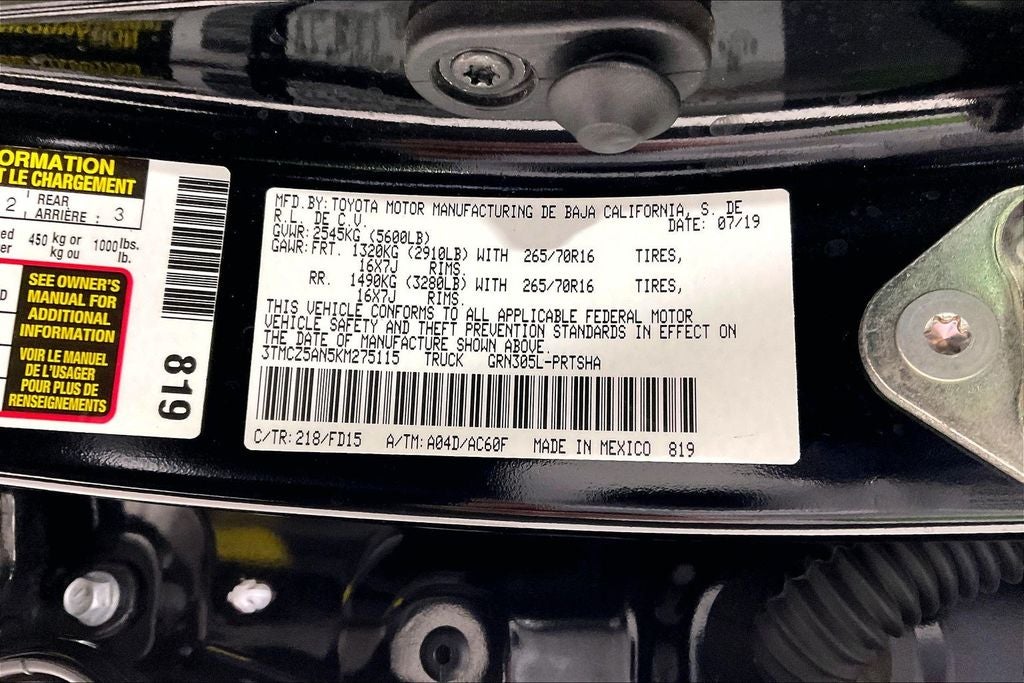 ORMATION
T LE CHARGEMENT
2 REAR ARRIÈRE : 3
450 kg or kg ou 1000 lbs. lb.
SEE OWNER'S
MANUAL FOR
ADDITIONAL
INFORMATION
VOIR LE MANUEL
DE L'USAGER
POUR PLUS DE
RENSEIGNEMENTS
819
MFD.BY:TOYOTA MOTOR MANUFACTURING DE BAJA CALIFORNIA, S. DE
R.L. DE C.V. DATE: 07/19
GVWR:2545KG (5600LB)
GAWR:FRT. 1320KG (2910LB) WITH 265/70R16 TIRES,
16X7J RIMS.
RR. 1490KG (3280LB) WITH 265/70R16 TIRES,
16X7J RIMS.
THIS VEHICLE CONFORMS TO ALL APPLICABLE FEDERAL MOTOR
VEHICLE SAFETY AND THEFT PREVENTION STANDARDS IN EFFECT ON
THE DATE OF MANUFACTURE SHOWN ABOVE.
3TMCZ5AN5KM275115 TRUCK GRN305L-PRTSHA
C/TR:218/FD15 A/TM:A04D/AC60F MADE IN MEXICO 819